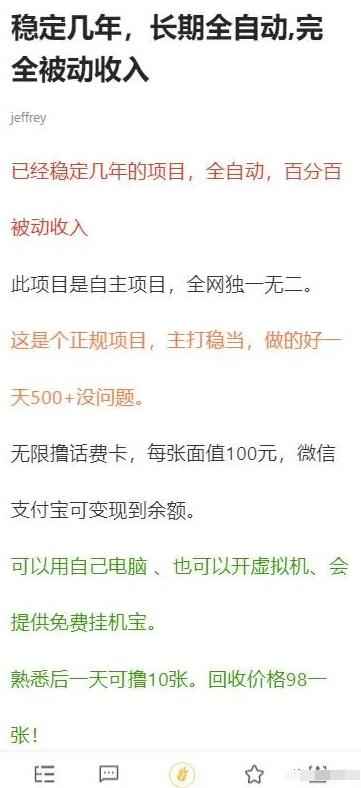 稳定几年，长期全自动,完
全被动收入
jeffrey
已经稳定几年的项目，全自动，百分百
被动收入
此项目是自主项目，全网独一无二。
这是个正规项目，主打稳当，做的好一
天500+没问题。
无限撸话费卡，每张面值100元，微信
支付宝可变现到余额。
可以用自己电脑 、也可以开虚拟机、会
提供免费挂机宝。
熟悉后一天可撸10张。回收价格98一
张！